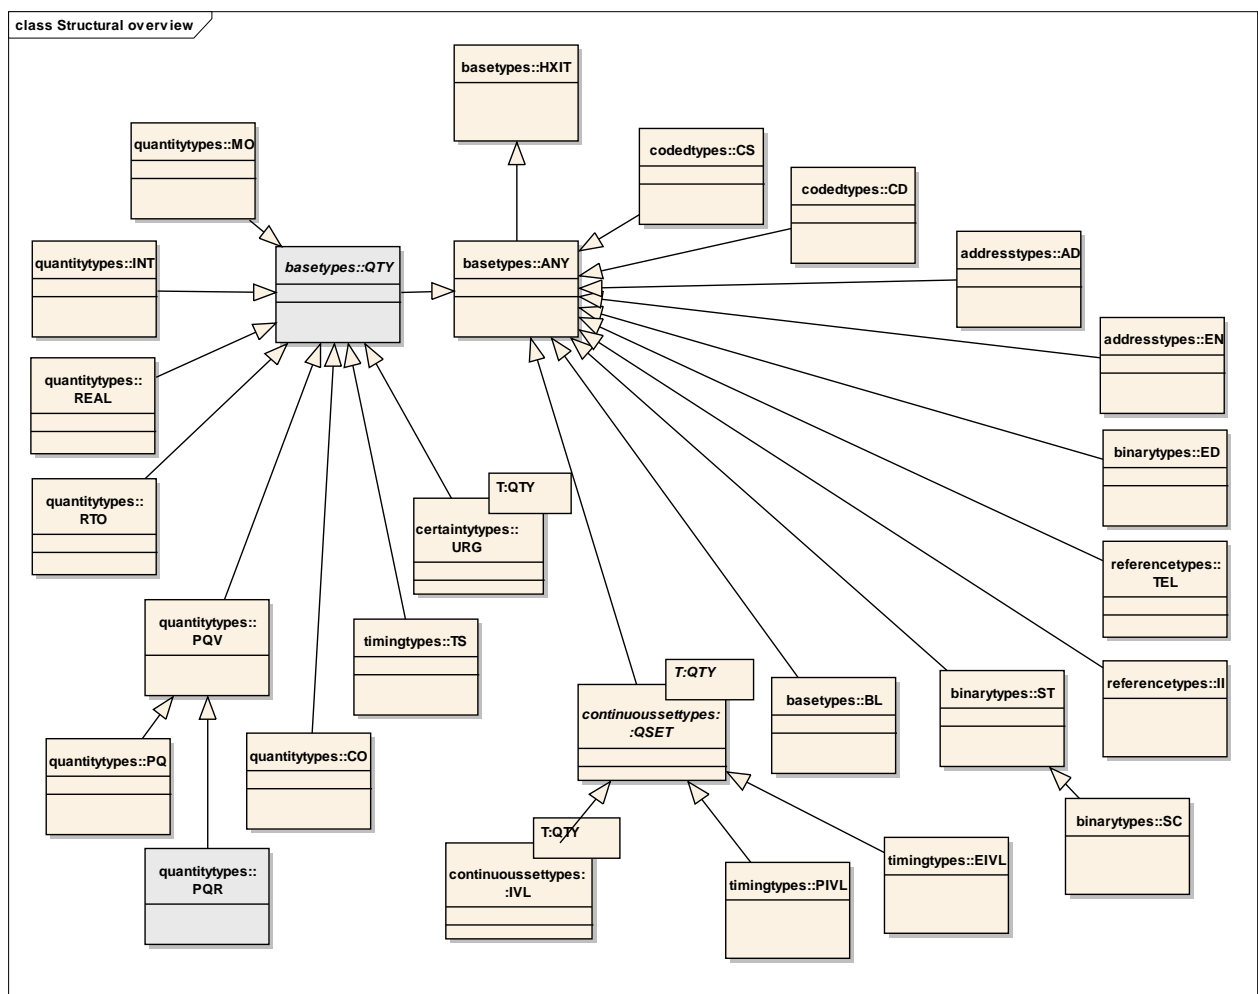 class Structural overview
basetypes::HXIT
quantitytypes::MO
codedtypes::CS
codedtypes::CD
quantitytypes::INT
basetypes::QTY
basetypes::ANY
addresstypes::AD
addresstypes::EN
quantitytypes::
REAL
binarytypes::ED
quantitytypes::
RTO
T:QTY
certaintytypes::
URG
referencetypes::
TEL
quantitytypes::
PQV
timingtypes::TS
T:QTY
continuoussettypes:
:QSET
basetypes::BL
binarytypes::ST
referencetypes::II
quantitytypes::PQ
quantitytypes::CO
binarytypes::SC
T:QTY
continuoussettypes:
:IVL
timingtypes::PIVL
timingtypes::EIVL
quantitytypes::
PQR